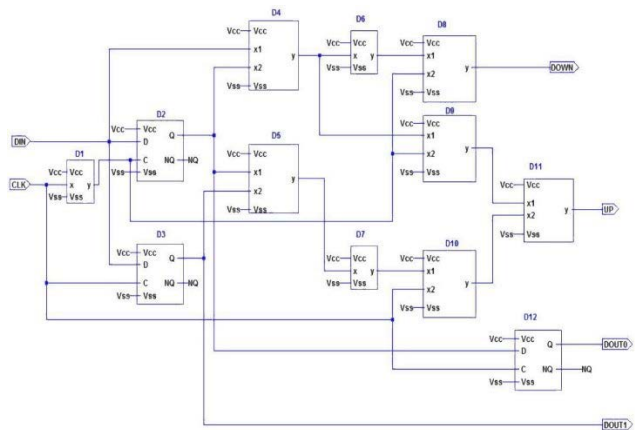 D4
Vcc Vcc
x1 y
x2
Vss Vss
D6
Vcc Vcc
x y
Vss Vss
D8
Vcc Vcc
x1
x2 y
Vss Vss
DOWN
DIN
D2
Vcc Vcc
Q
D
C NQ NQ
Vss Vss
D1
Vcc
Vcc
x y
Vss
Vss
CLK
D5
Vcc Vcc
x1 y
x2
Vss Vss
D9
Vcc Vcc
x1
x2 y
Vss Vss
D11
Vcc Vcc
x1
x2 y
Vss Vss
UP
D3
Vcc Vcc
Q
D
C NQ NQ
Vss Vss
D7
Vcc Vcc
x y
Vss Vss
D10
Vcc Vcc
x1
x2 y
Vss Vss
D12
Vcc Vcc
Q
D
C NQ NQ
Vss Vss
DOUT0
DOUT1